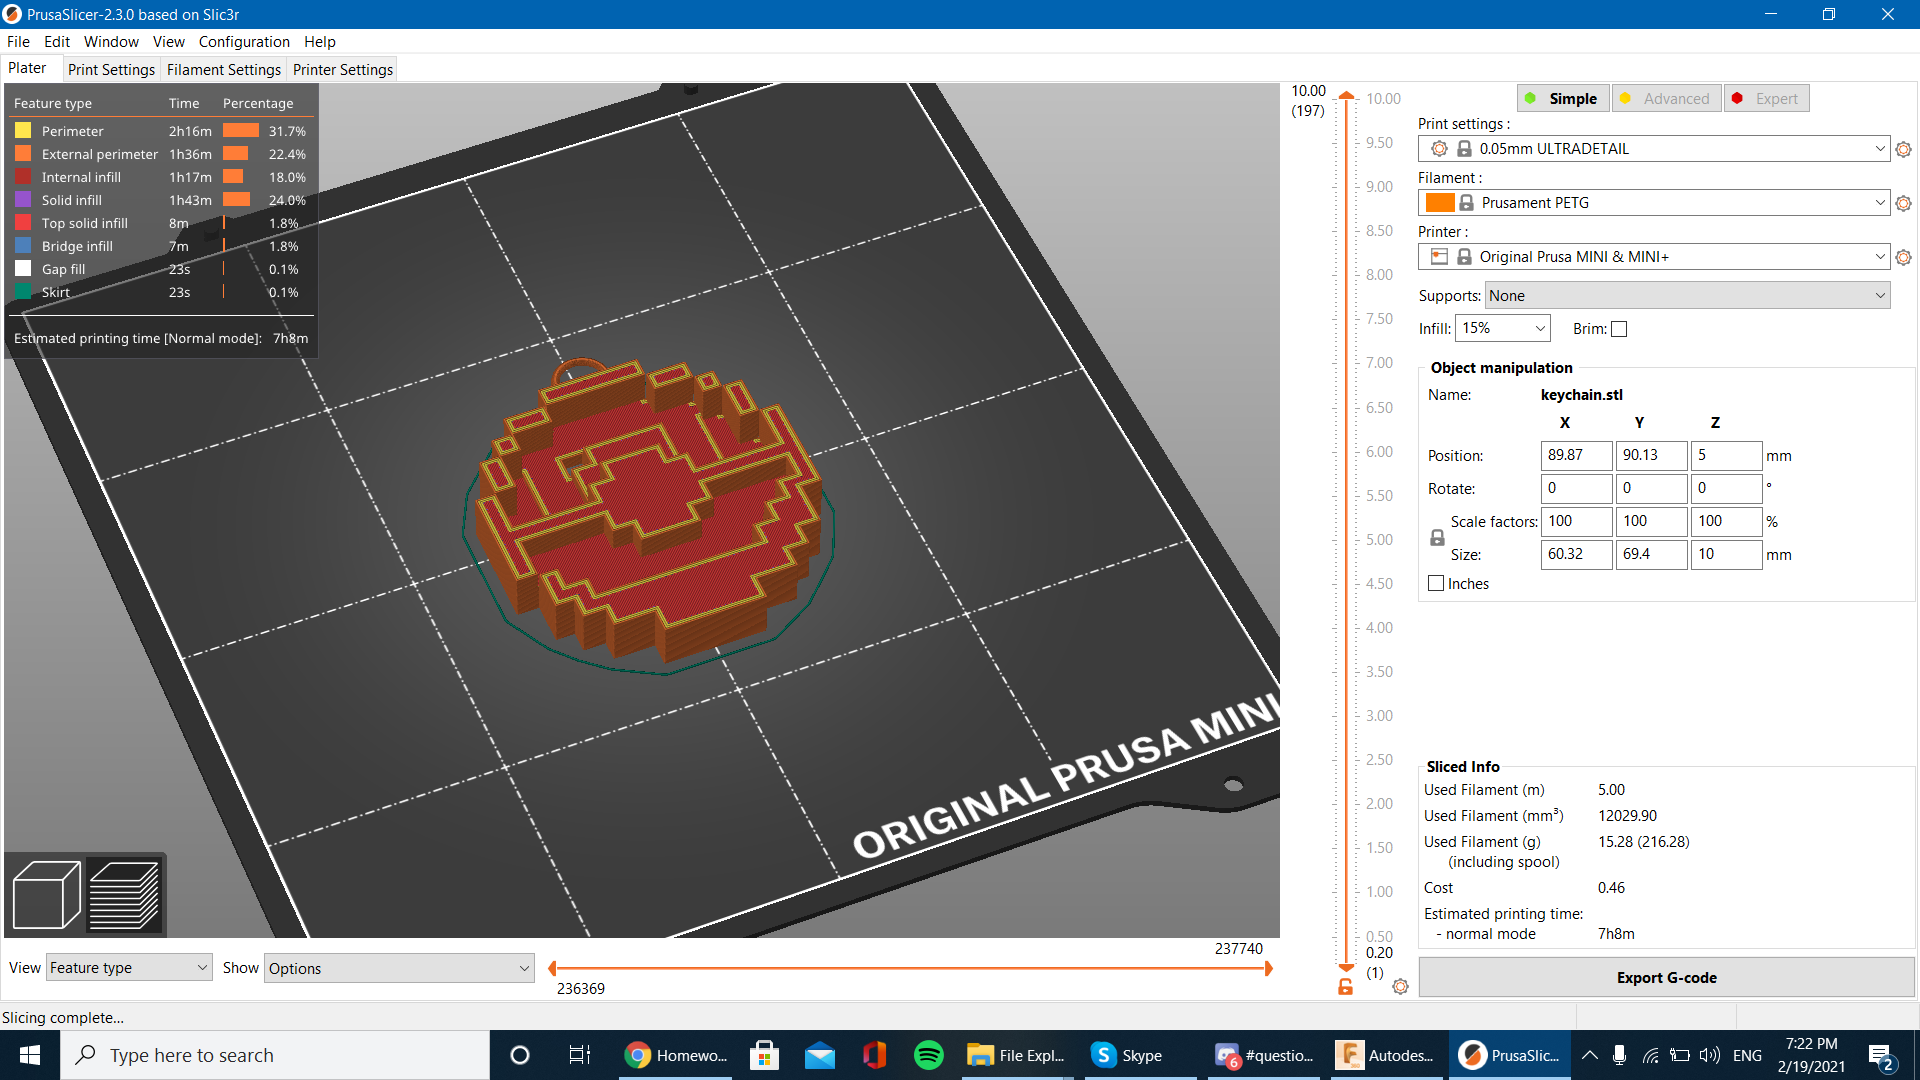 PrusaSlicer-2.3.0 based on Slic3r
File Edit Window View Configuration Help
Plater Print Settings Filament Settings Printer Settings
Feature type Time Percentage
Perimeter 2h16m 31.7%
External perimeter 1h36m 22.4%
Internal infill 1h17m 18.0%
Solid infill 1h43m 24.0%
Top solid infill 8m 1.8%
Bridge infill 7m 1.8%
Gap fill 23s 0.1%
Skirt 23s 0.1%
Estimated printing time [Normal mode]: 7h8m
ORIGINAL PRUSA MINI
10.00
(197)
10.00
9.50
9.00
8.50
8.00
7.50
7.00
6.50
6.00
5.50
5.00
4.50
4.00
3.50
3.00
2.50
2.00
1.50
1.00
0.50
0.20
(1)
Simple Advanced Expert
Print settings :
0.05mm ULTRADETAIL
Filament :
Prusament PETG
Printer :
Original Prusa MINI & MINI+
Supports: None
Infill: 15% Brim:
Object manipulation
Name: keychain.stl
X Y Z
Position: 89.87 90.13 5 mm
Rotate: 0 0 0 °
Scale factors: 100 100 100 %
Size: 60.32 69.4 10 mm
Inches
Sliced Info
Used Filament (m) 5.00
Used Filament (mm³) 12029.90
Used Filament (g) 15.28 (216.28)
(including spool)
Cost 0.46
Estimated printing time:
- normal mode 7h8m
Export G-code
View Feature type Show Options
237740
236369
Slicing complete...
Type here to search
Homewo...
File Expl...
Skype
6
#questio...
Autodes...
PrusaSlic...
ENG
7:22 PM
2/19/2021
2